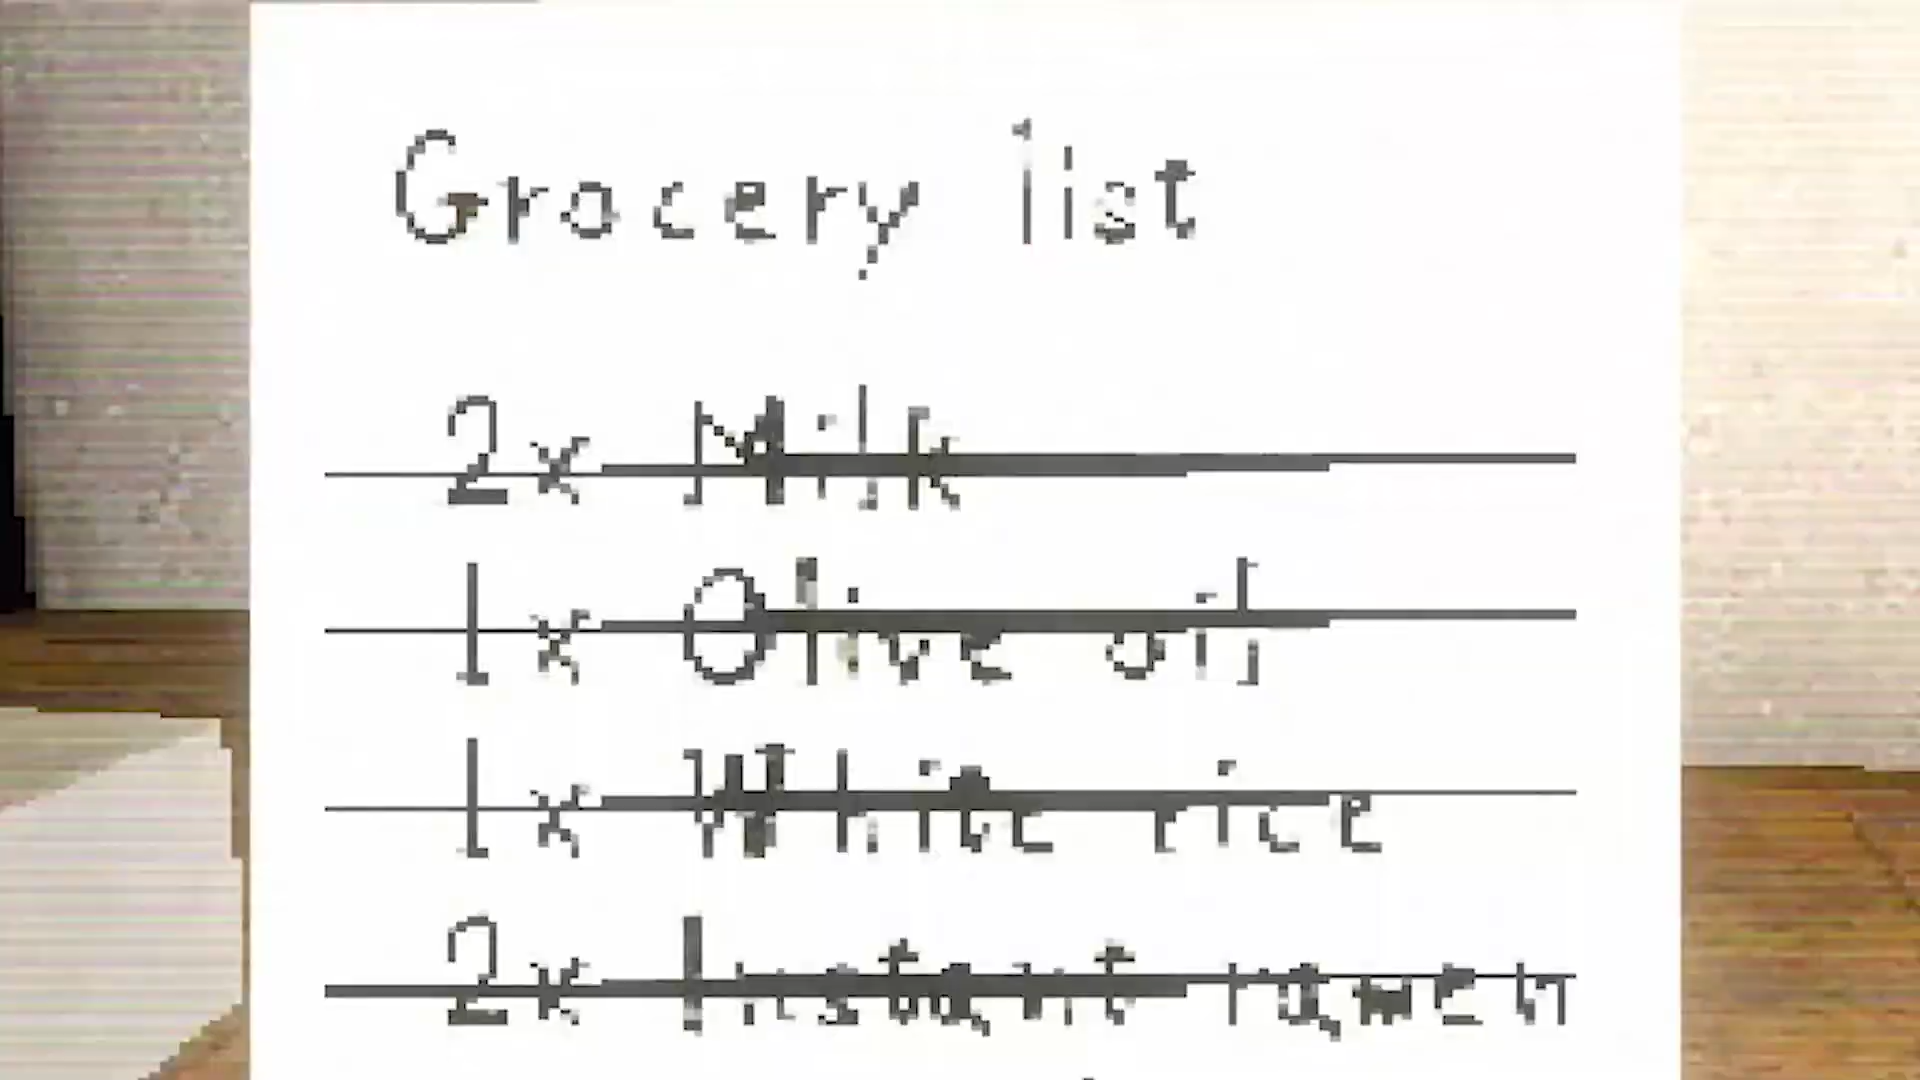 Grocery list
2x Milk
1x Olive oil
1x White rice
2x Instant ramen